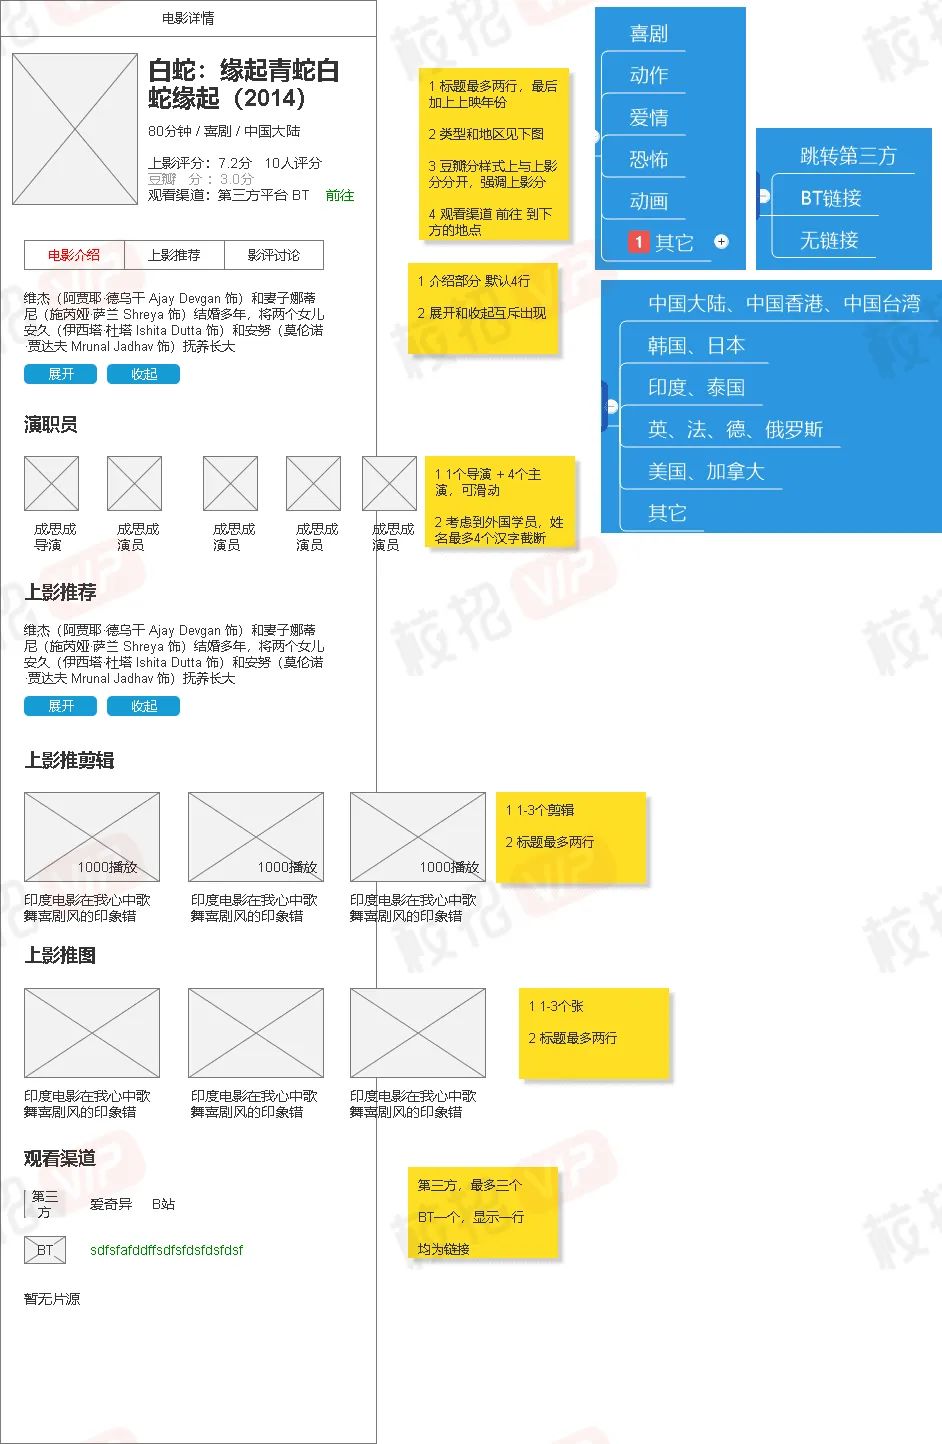 电影详情
白蛇：缘起青蛇白
蛇缘起（2014）
80分钟 / 喜剧 / 中国大陆
上影评分：7.2分 10人评分
豆瓣 分 ：3.0分
观看渠道：第三方平台 BT 前往
电影介绍 上影推荐 影评讨论
维杰（阿贾耶·德乌干 Ajay Devgan 饰）和妻子娜蒂
尼（施芮娅·萨兰 Shreya 饰）结婚多年，将两个女儿
安久（伊西塔·杜塔 Ishita Dutta 饰）和安努（莫伦诺
·贾达夫 Mrunal Jadhav 饰）抚养长大
展开 收起
演职员
成思成 成思成 成思成 成思成 成思成
导演 演员 演员 演员 演员
上影推荐
维杰（阿贾耶·德乌干 Ajay Devgan 饰）和妻子娜蒂
尼（施芮娅·萨兰 Shreya 饰）结婚多年，将两个女儿
安久（伊西塔·杜塔 Ishita Dutta 饰）和安努（莫伦诺
·贾达夫 Mrunal Jadhav 饰）抚养长大
展开 收起
上影推剪辑
1000播放 1000播放 1000播放
印度电影在我心中歌 印度电影在我心中歌 印度电影在我心中歌
舞喜剧风的印象错 舞喜剧风的印象错 舞喜剧风的印象错
上影推图
印度电影在我心中歌 印度电影在我心中歌 印度电影在我心中歌
舞喜剧风的印象错 舞喜剧风的印象错 舞喜剧风的印象错
观看渠道
第三
方
爱奇异 B站
BT sdfsfafddffsdfsfdsfdsfdsf
暂无片源
1 标题最多两行，最后
加上上映年份
2 类型和地区见下图
3 豆瓣分样式上与上影
分分开，强调上影分
4 观看渠道 前往 到下
方的地点
1 介绍部分 默认4行
2 展开和收起互斥出现
1 1个导演 + 4个主
演，可滑动
2 考虑到外国学员，姓
名最多4个汉字截断
1 1-3个剪辑
2 标题最多两行
1 1-3个张
2 标题最多两行
第三方，最多三个
BT一个，显示一行
均为链接
喜剧
动作
爱情
恐怖
动画
1 其它
跳转第三方
BT链接
无链接
中国大陆、中国香港、中国台湾
韩国、日本
印度、泰国
英、法、德、俄罗斯
美国、加拿大
其它
校招VIP